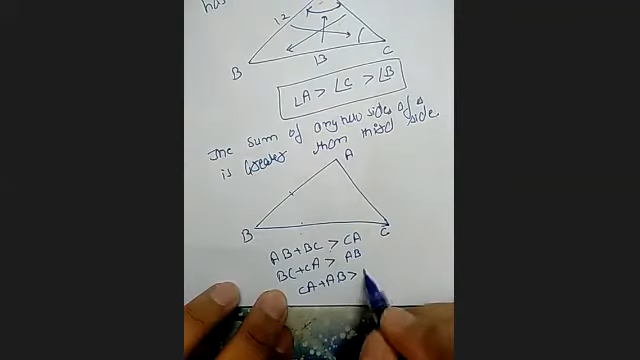 has
12
C
B
13
∠A > ∠C > ∠B
The sum of any two sides of Δ
is Greater than third side
A
B
C
AB+BC > CA
BC+CA > AB
CA+AB>